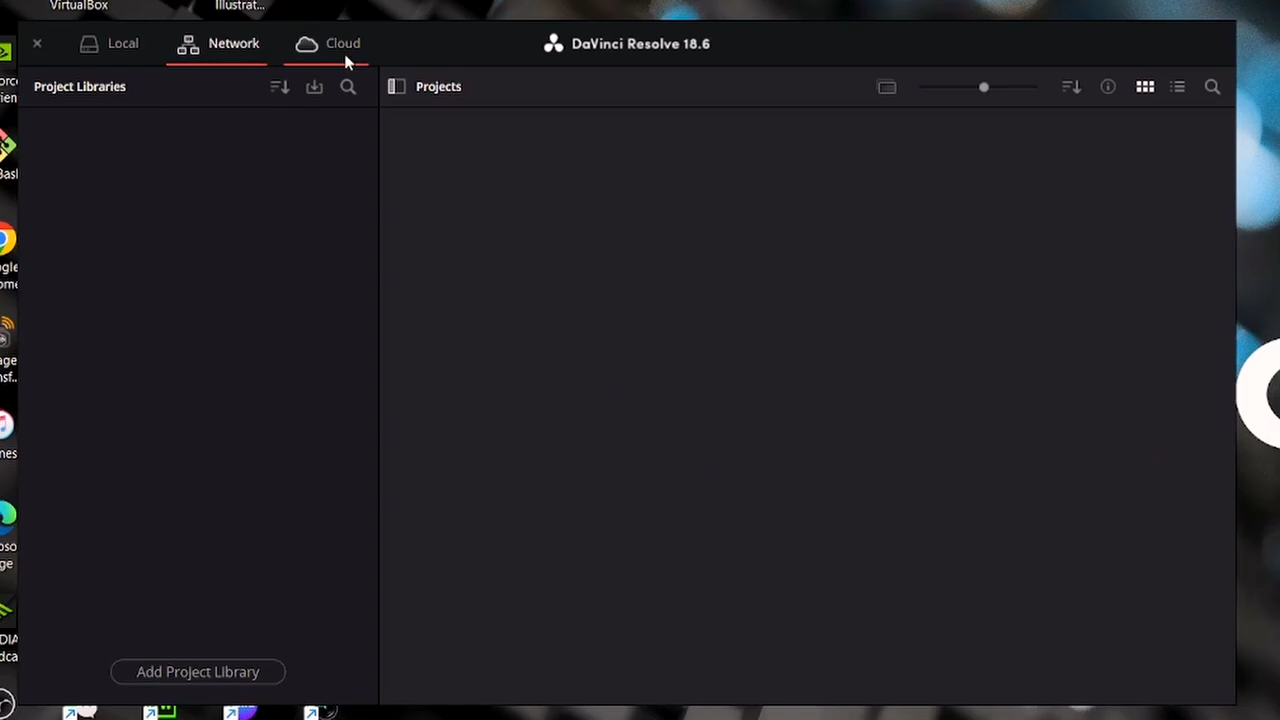 VirtualBox
Illustrat...
Local
Network
Cloud
DaVinci Resolve 18.6
Project Libraries
Projects
Add Project Library